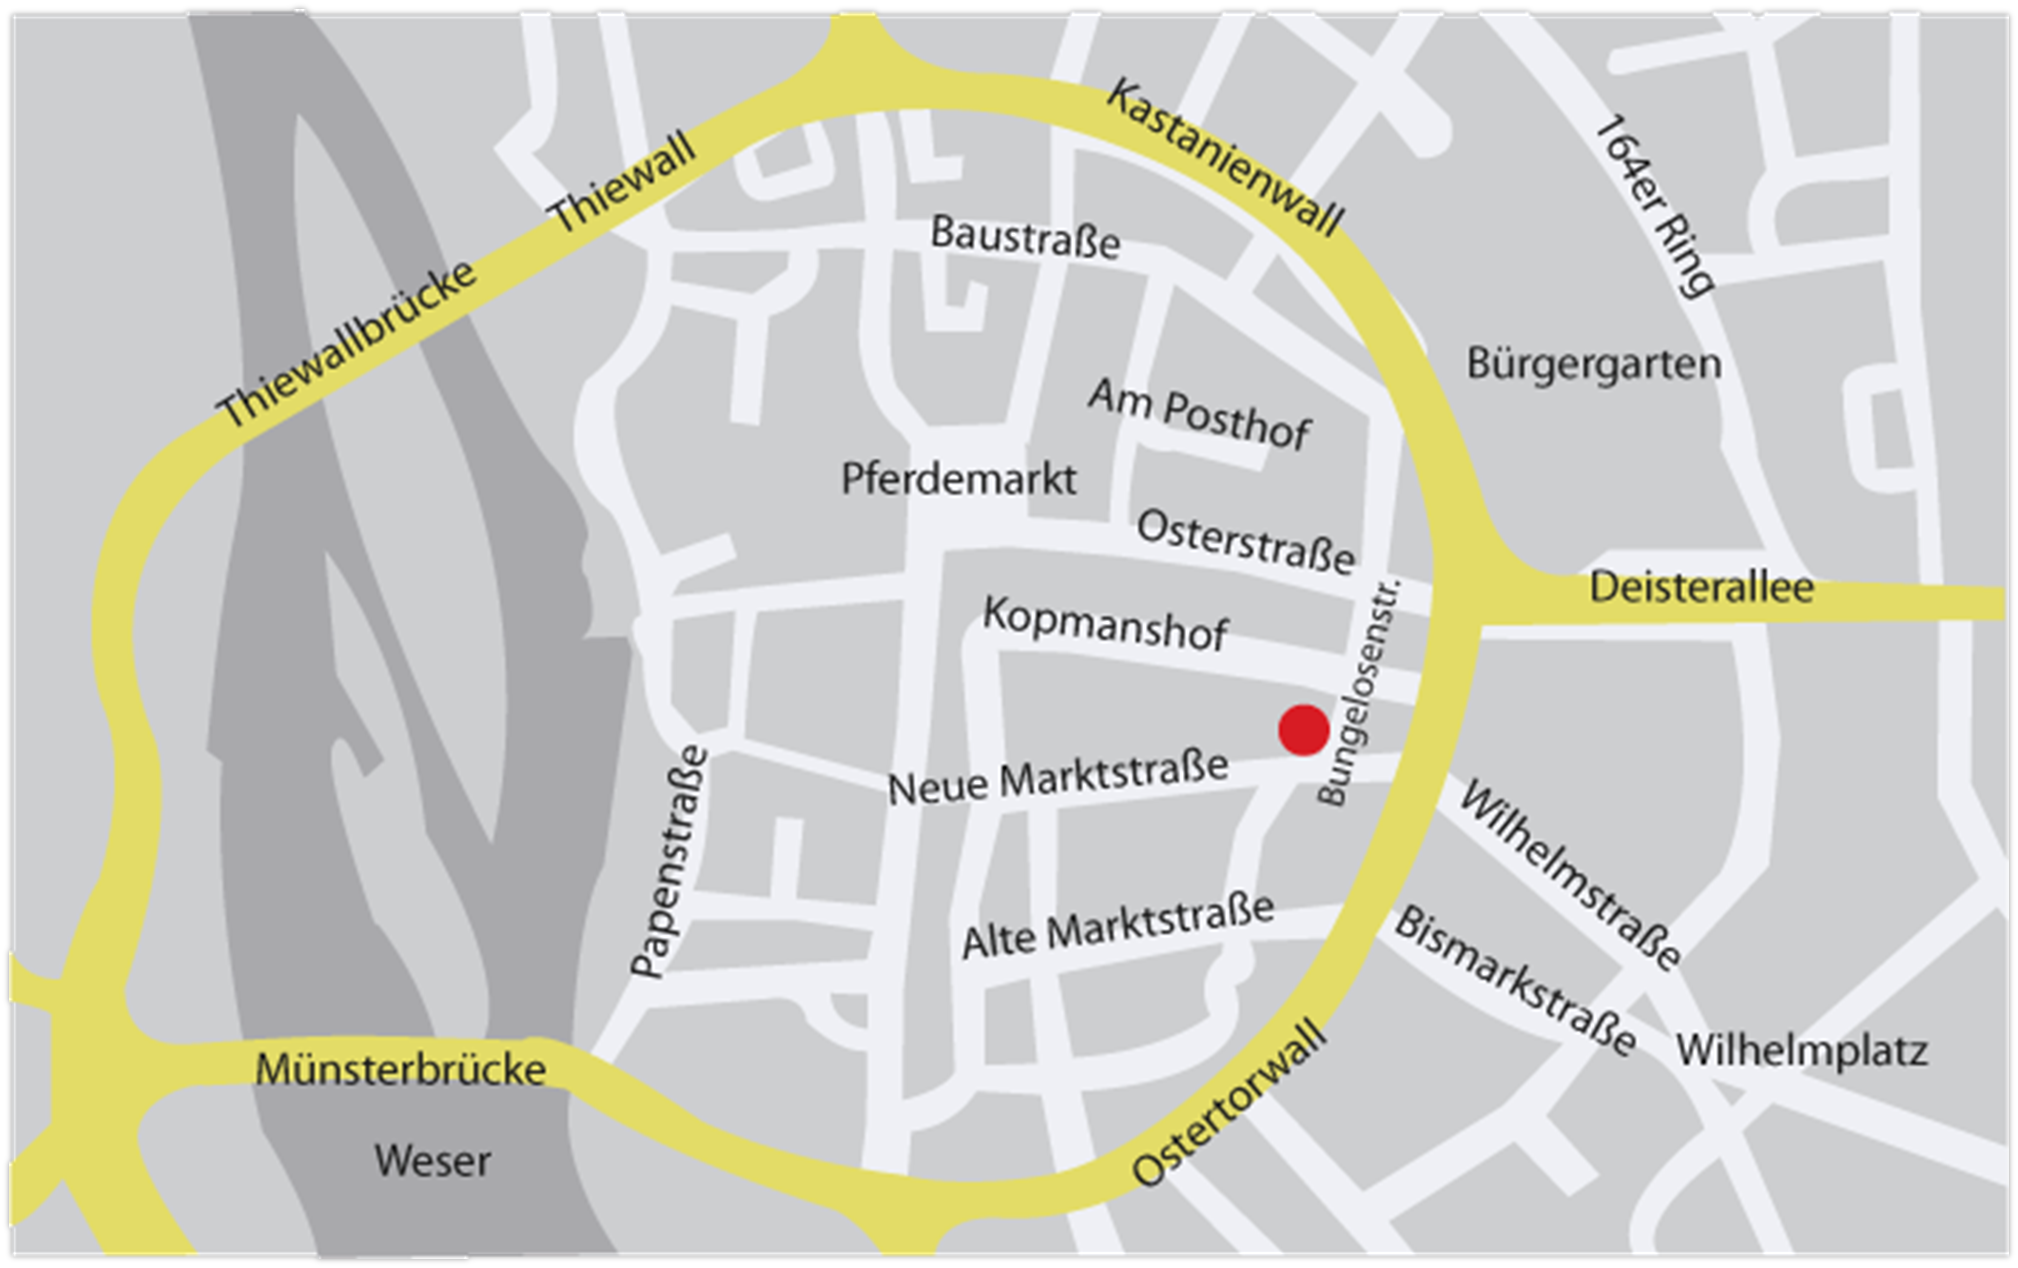 Kastanienwall
164er Ring
Thiewall
Baustraße
Thiewallbrücke
Bürgergarten
Am Posthof
Pferdemarkt
Osterstraße
Deisterallee
Kopmanshof
Bungelosenstr.
Neue Marktstraße
Papenstraße
Wilhelmstraße
Alte Marktstraße
Bismarkstraße
Wilhelmplatz
Münsterbrücke
Ostertorwall
Weser